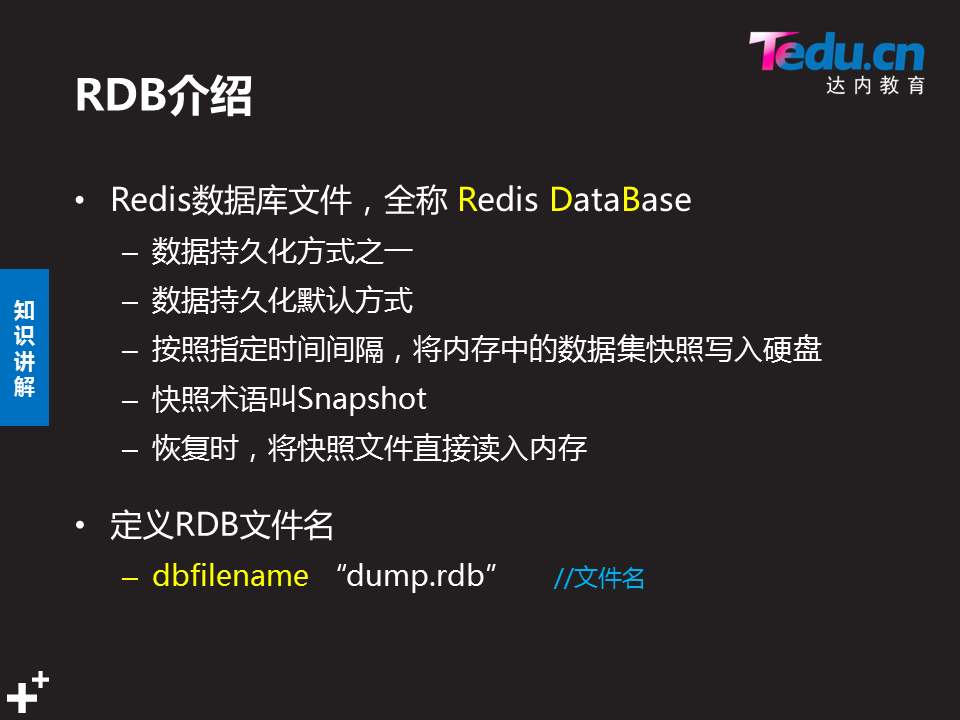 Tedu.cn
达内教育
RDB介绍
• Redis数据库文件，全称 Redis DataBase
– 数据持久化方式之一
– 数据持久化默认方式
– 按照指定时间间隔，将内存中的数据集快照写入硬盘
– 快照术语叫Snapshot
– 恢复时，将快照文件直接读入内存
知识讲解
• 定义RDB文件名
– dbfilename “dump.rdb” //文件名